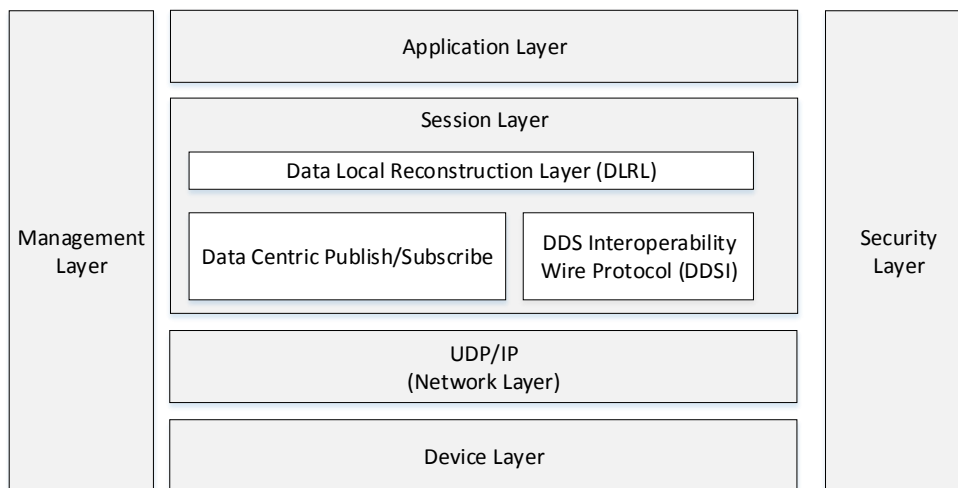 Application Layer
Session Layer
Data Local Reconstruction Layer (DLRL)
Management
Layer
Data Centric Publish/Subscribe
DDS Interoperability
Wire Protocol (DDSI)
Security
Layer
UDP/IP
(Network Layer)
Device Layer